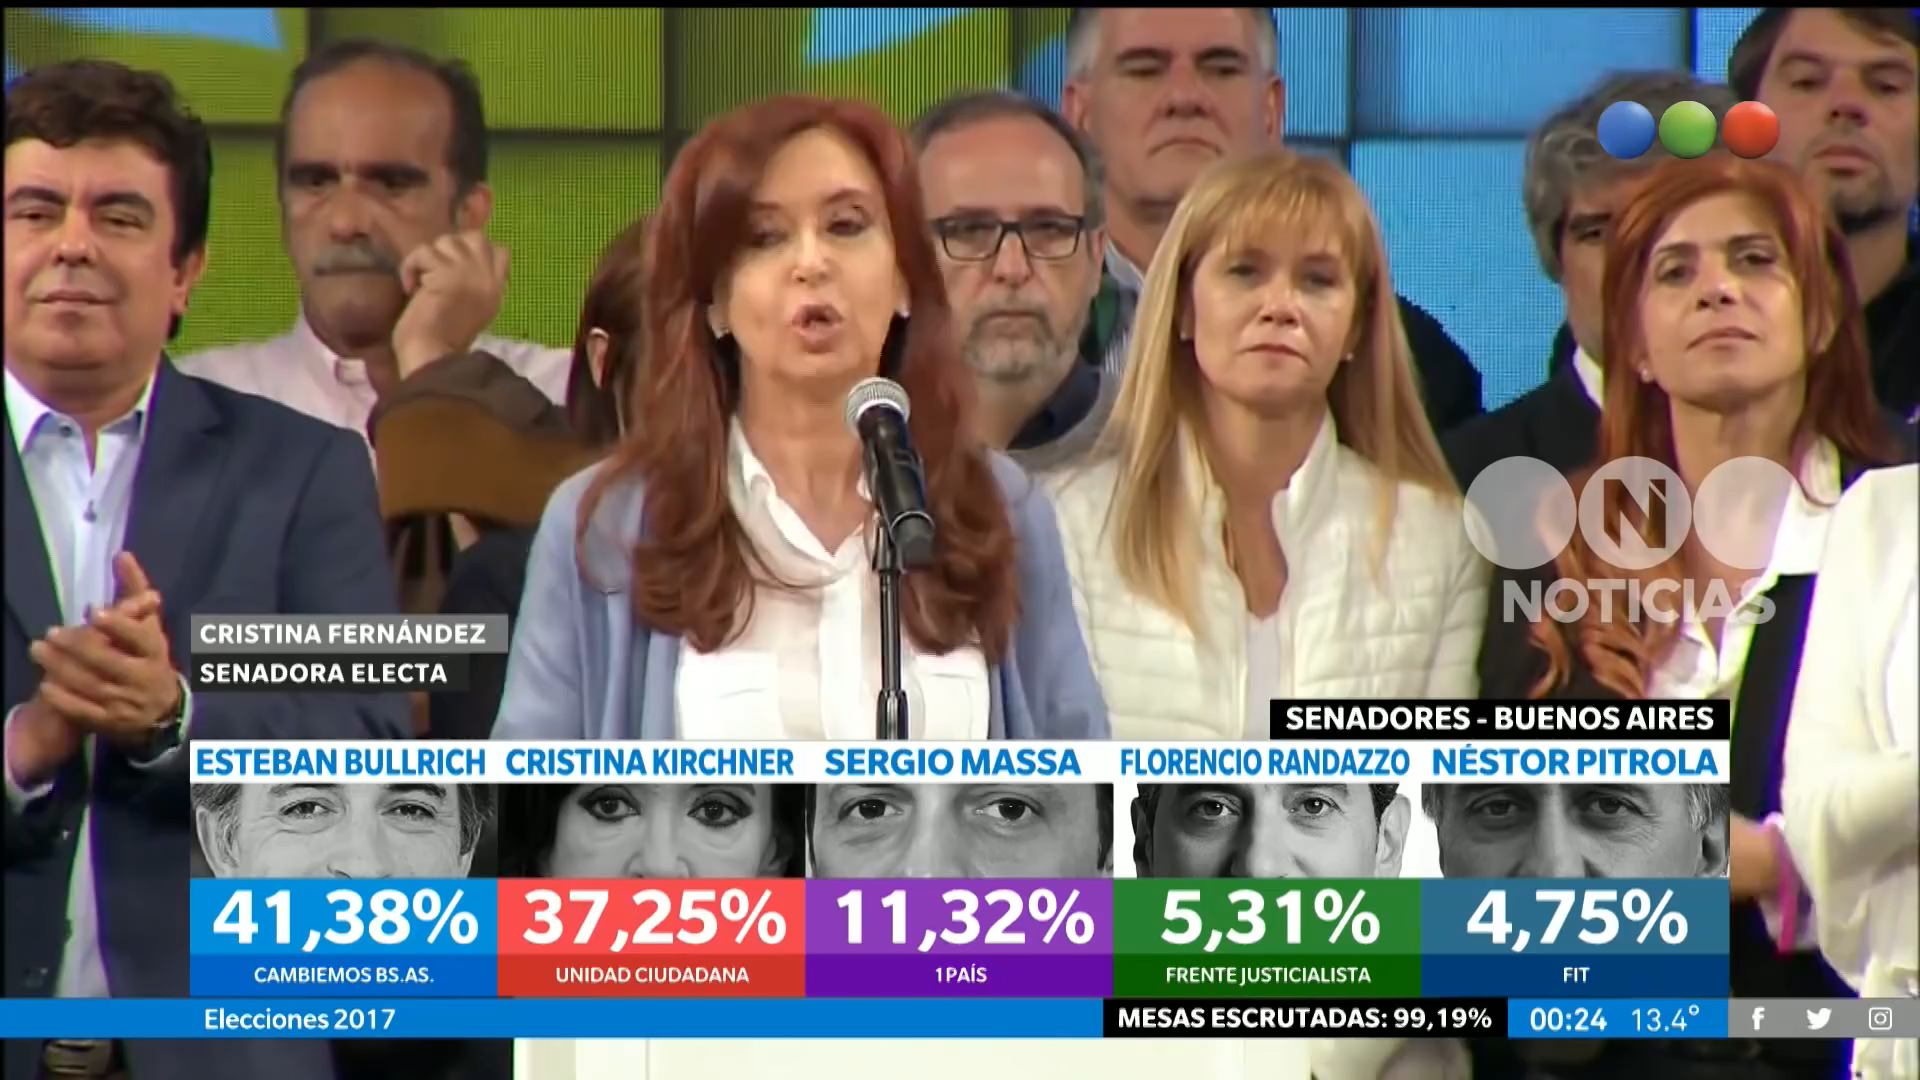 N
NOTICIAS
CRISTINA FERNÁNDEZ
SENADORA ELECTA
SENADORES - BUENOS AIRES
ESTEBAN BULLRICH
CRISTINA KIRCHNER
SERGIO MASSA
FLORENCIO RANDAZZO
NÉSTOR PITROLA
41,38%
37,25%
11,32%
5,31%
4,75%
CAMBIEMOS BS.AS.
UNIDAD CIUDADANA
1PAÍS
FRENTE JUSTICIALISTA
FIT
Elecciones 2017
MESAS ESCRUTADAS: 99,19%
00:24
13.4°